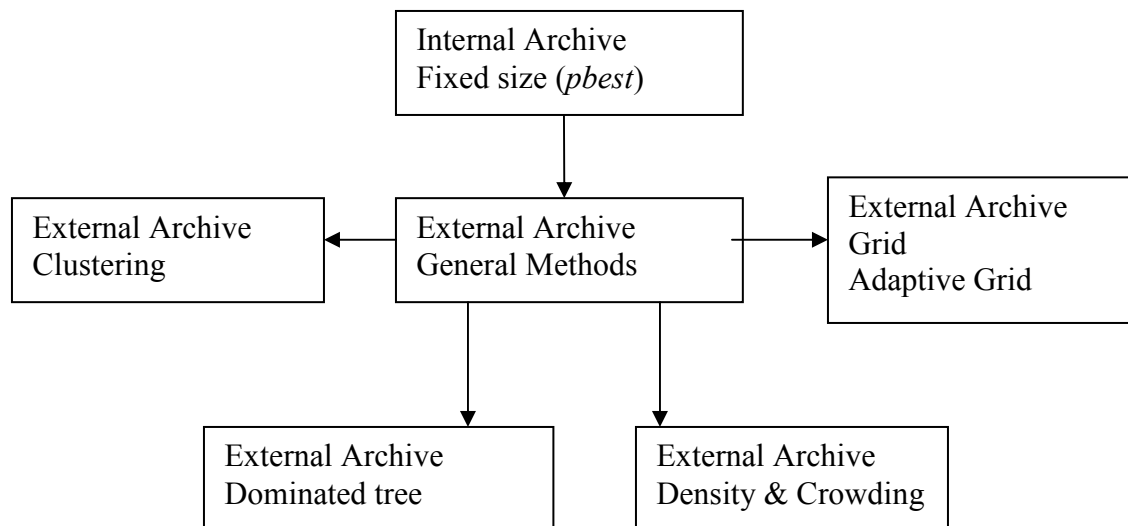 Internal Archive
Fixed size (pbest)
External Archive
Clustering
External Archive
General Methods
External Archive
Grid
Adaptive Grid
External Archive
Dominated tree
External Archive
Density & Crowding